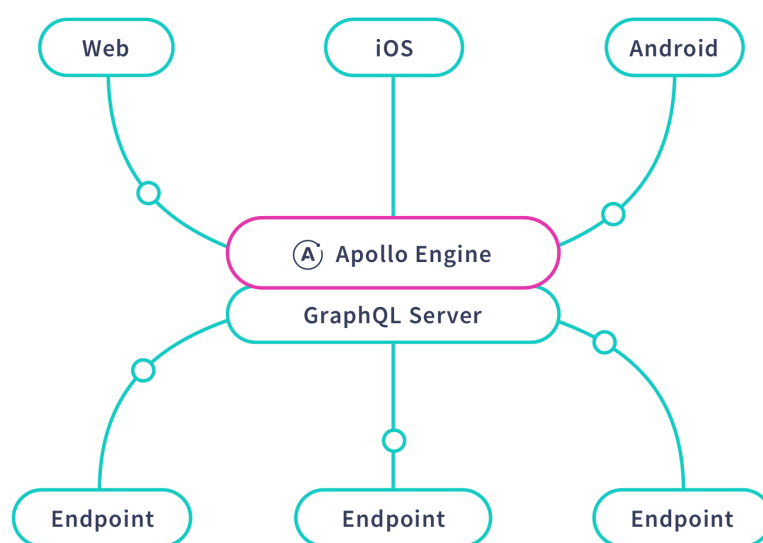 Web
iOS
Android
A Apollo Engine
GraphQL Server
Endpoint
Endpoint
Endpoint